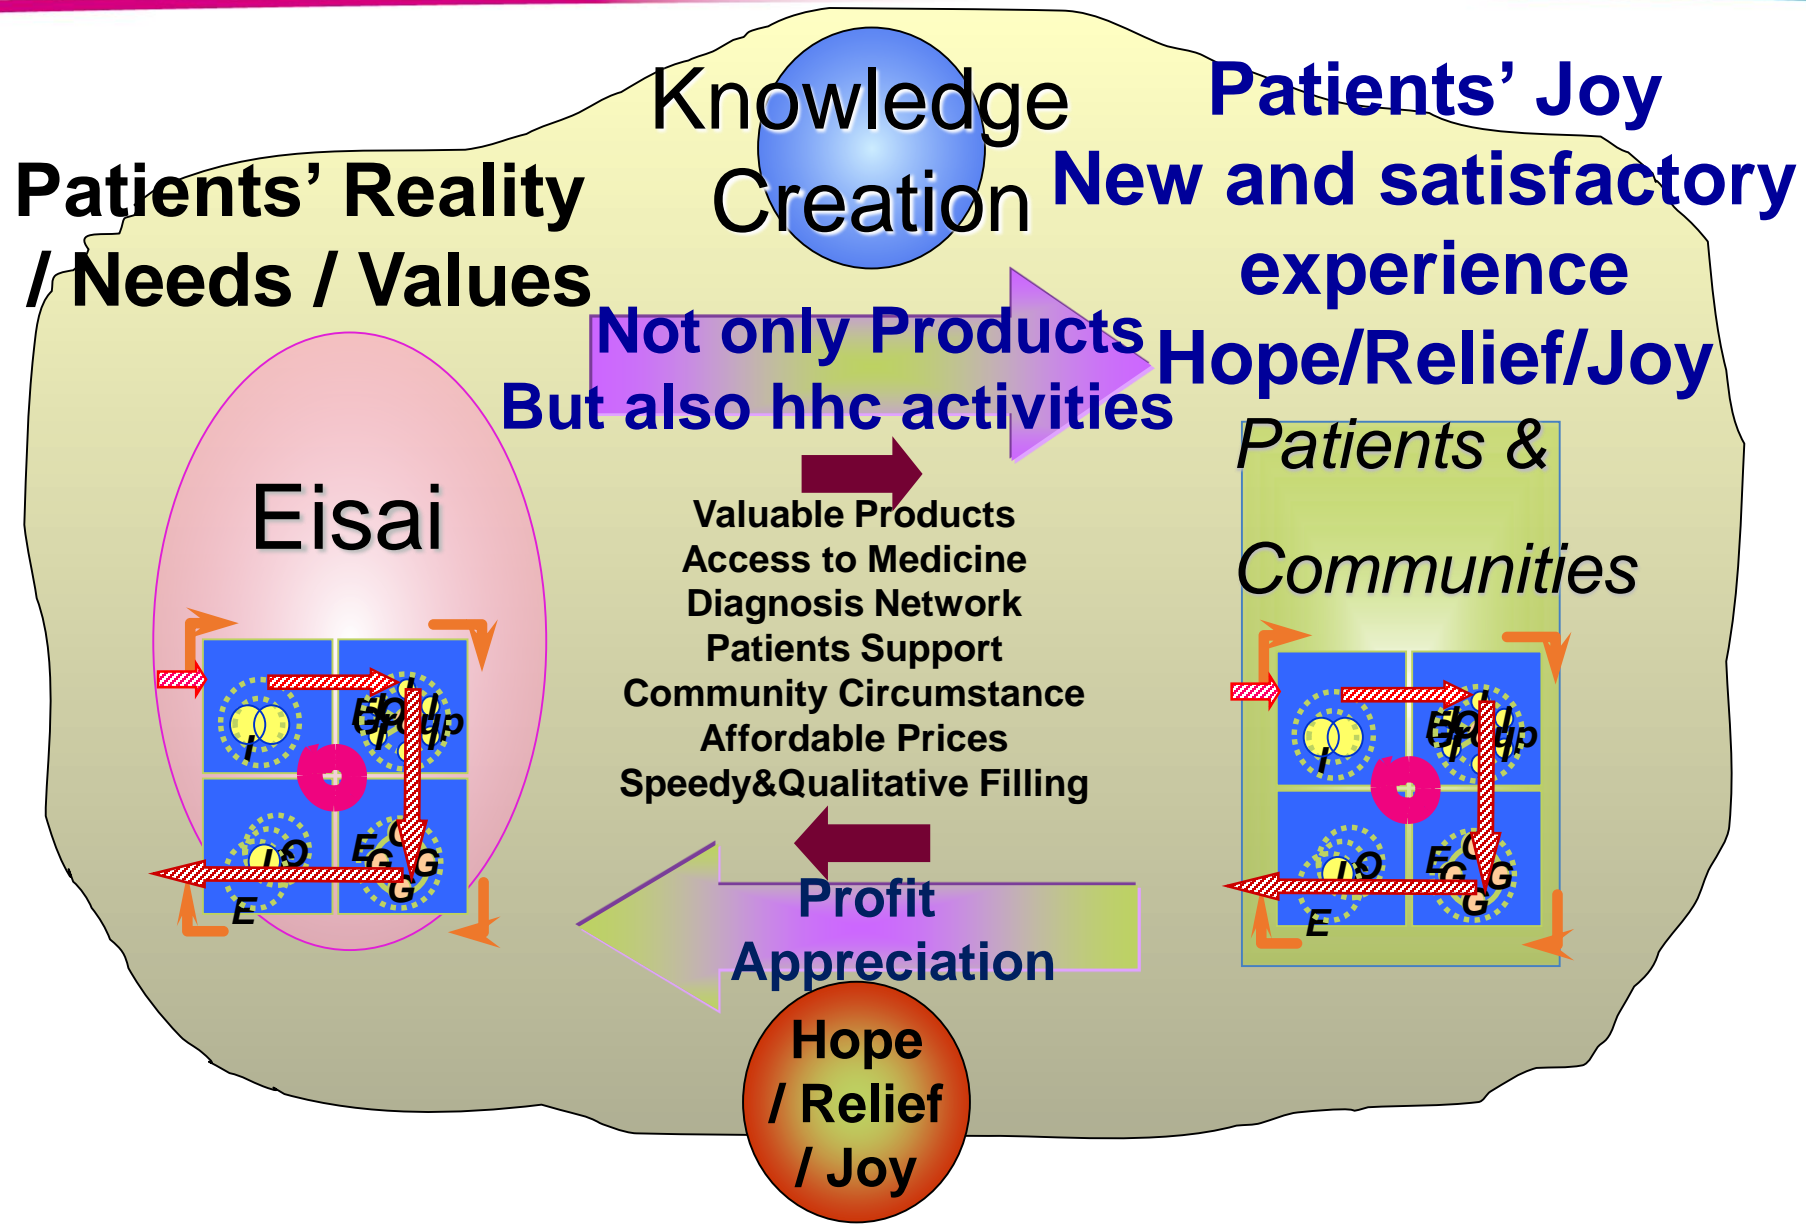 Knowledge
Creation
Patients’ Joy
New and satisfactory
experience
Hope/Relief/Joy
Patients’ Reality
/ Needs / Values
Not only Products
But also hhc activities
Eisai
Valuable Products
Access to Medicine
Diagnosis Network
Patients Support
Community Circumstance
Affordable Prices
Speedy&Qualitative Filling
Patients &
Communities
Profit
Appreciation
Hope
/ Relief
/ Joy
I
Group
I
O
E
E
G
G
G
I
Group
I
O
E
E
G
G
G